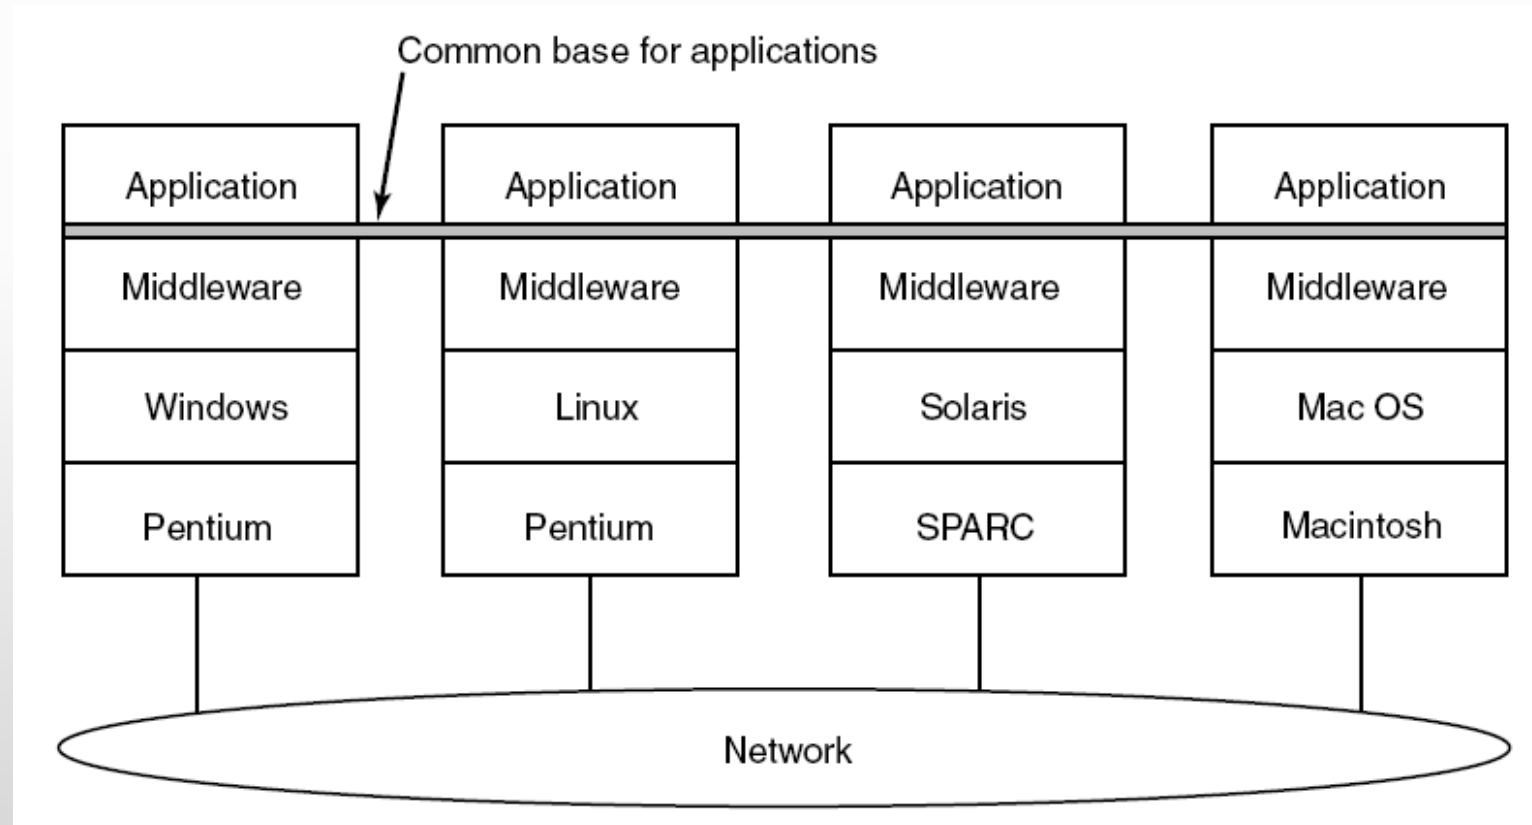 Common base for applications
Application Application Application Application
Middleware Middleware Middleware Middleware
Windows Linux Solaris Mac OS
Pentium Pentium SPARC Macintosh
Network